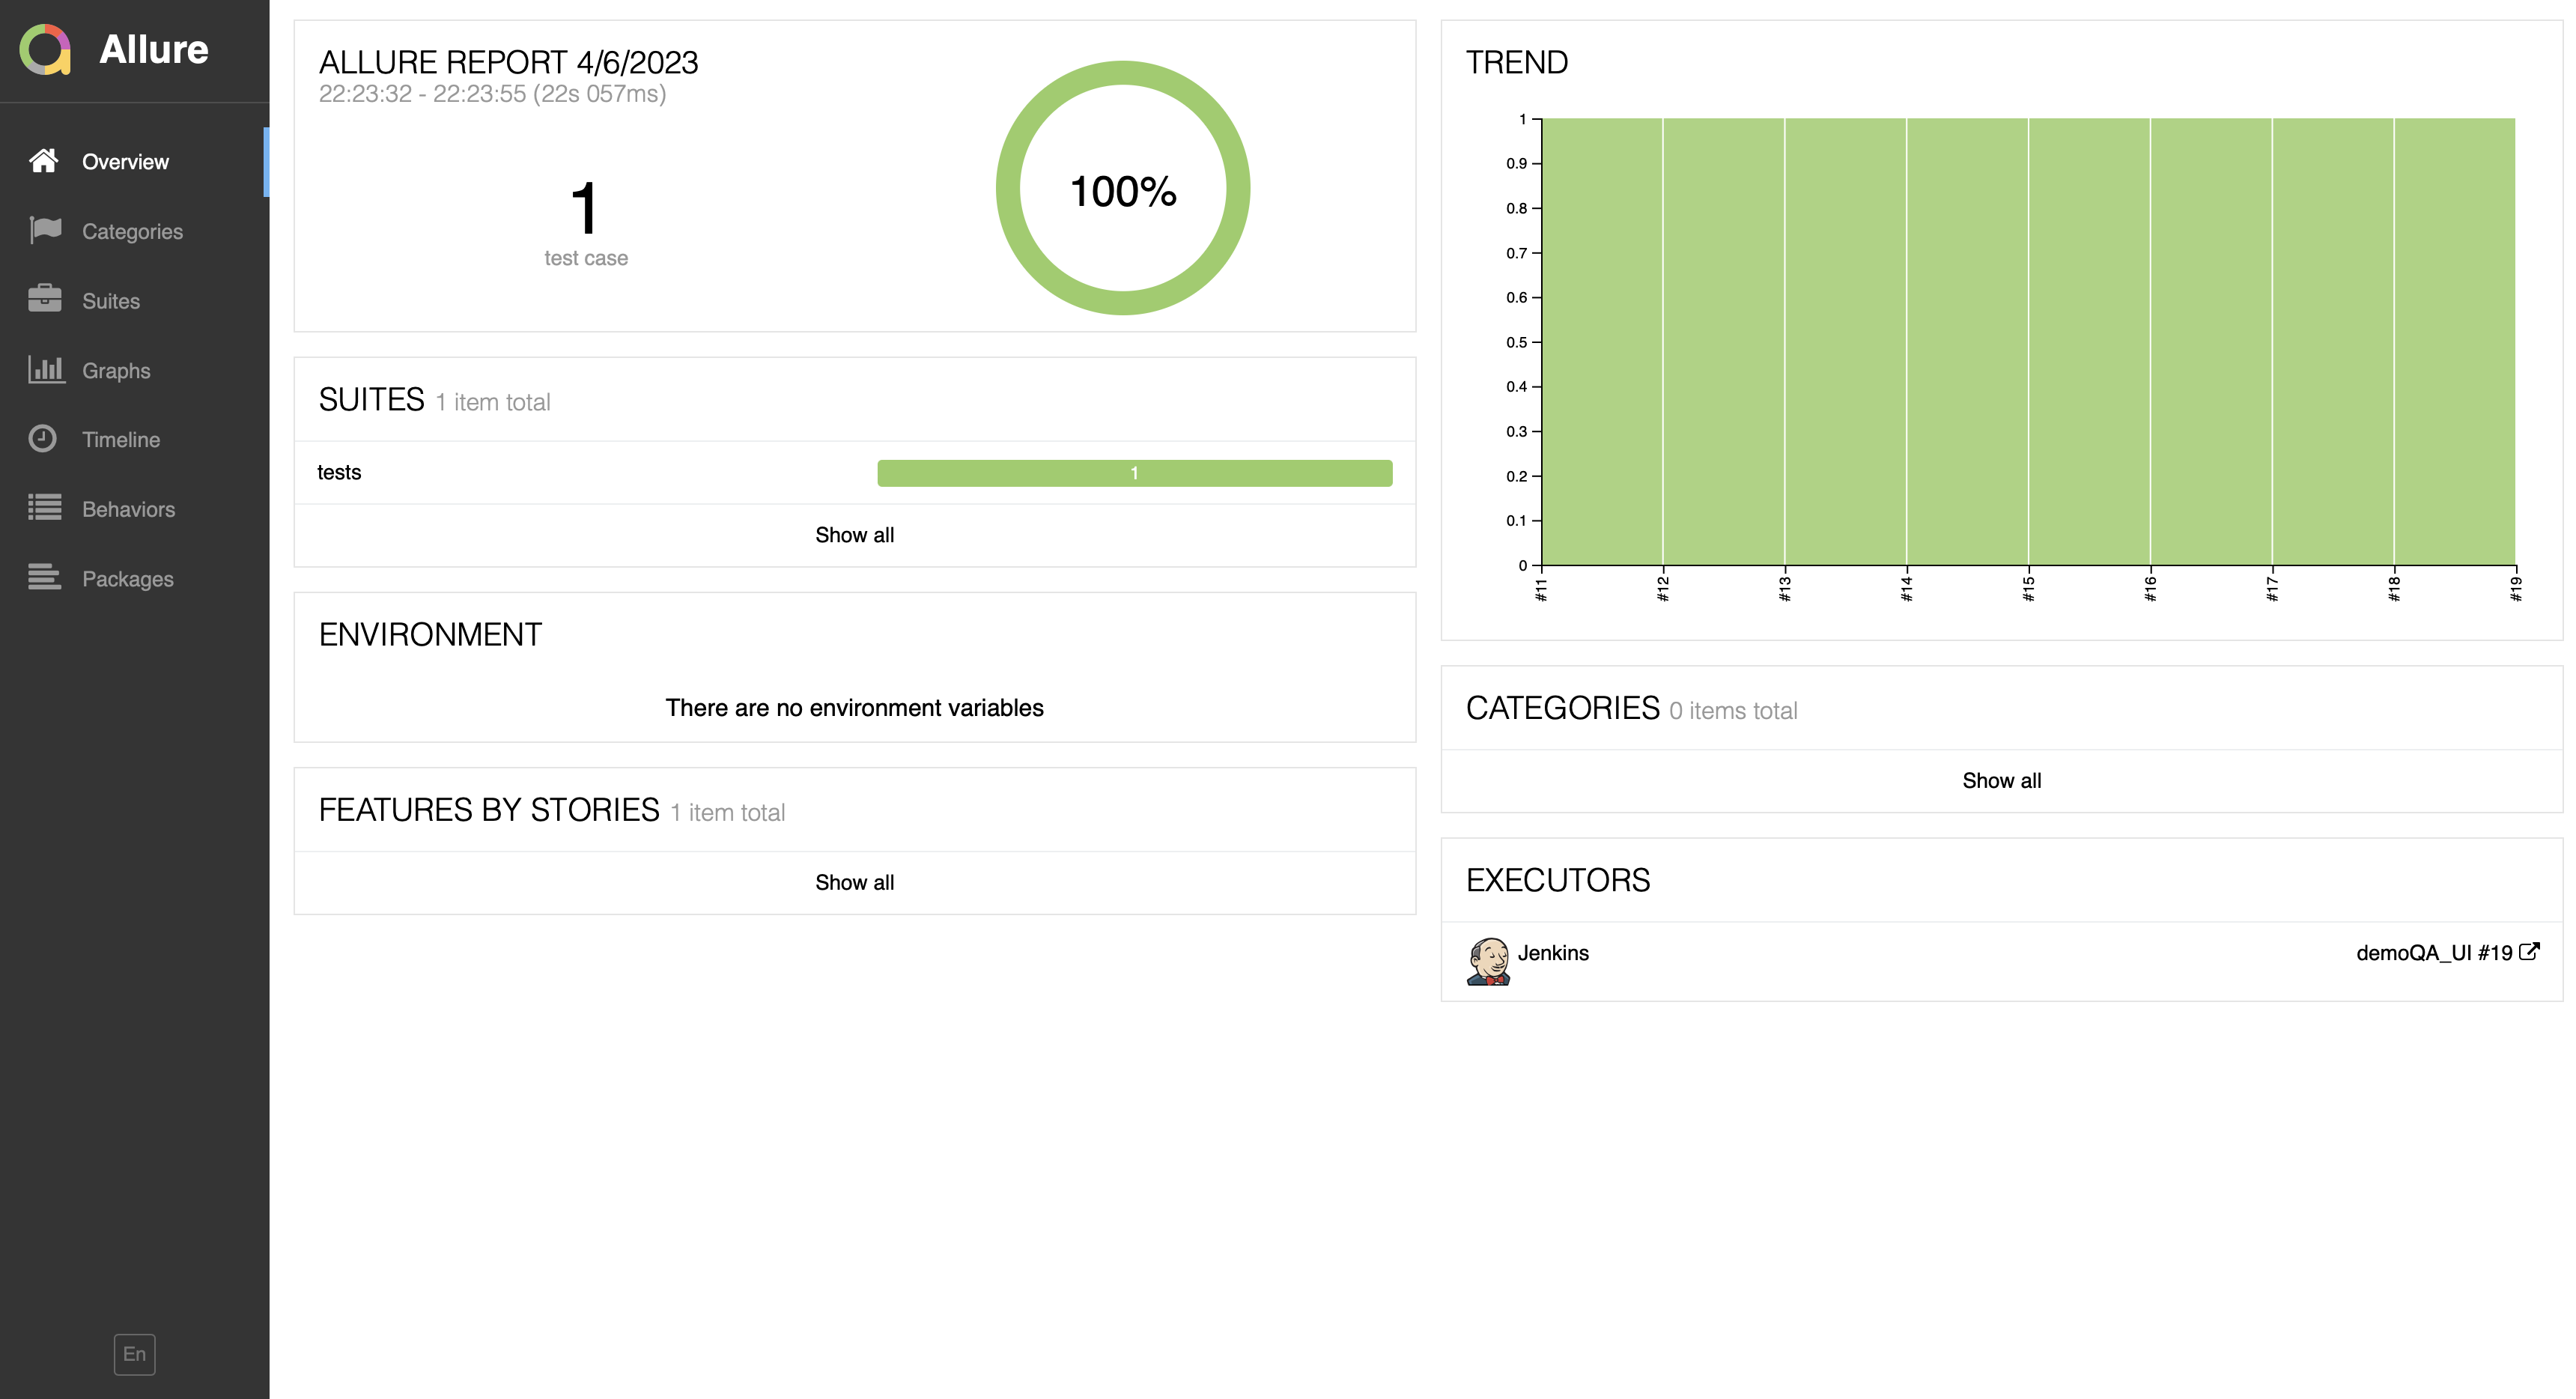 Allure
Overview
Categories
Suites
Graphs
Timeline
Behaviors
Packages
En
ALLURE REPORT 4/6/2023
22:23:32 - 22:23:55 (22s 057ms)
1
test case
100%
SUITES 1 item total
tests 1
Show all
ENVIRONMENT
There are no environment variables
FEATURES BY STORIES 1 item total
Show all
TREND
1
0.9
0.8
0.7
0.6
0.5
0.4
0.3
0.2
0.1
0
#11 #12 #13 #14 #15 #16 #17 #18 #19
CATEGORIES 0 items total
Show all
EXECUTORS
Jenkins demoQA_UI #19